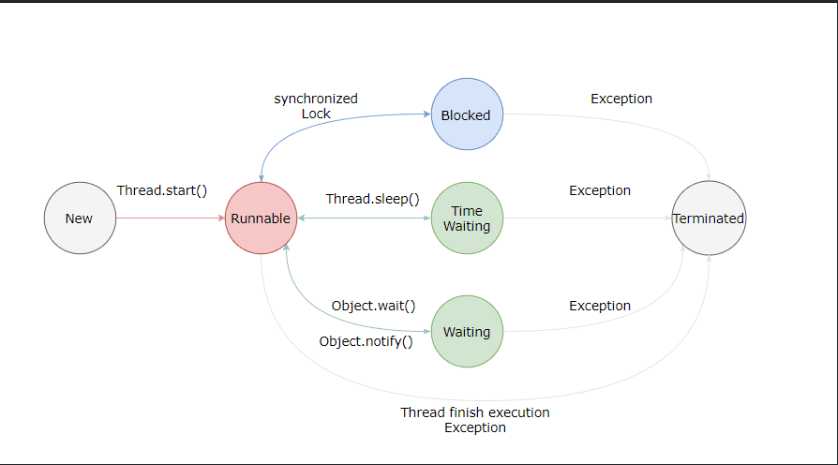 synchronized
Lock
Blocked
Exception
Thread.start()
New
Runnable
Thread.sleep()
Time
Waiting
Exception
Terminated
Object.wait()
Object.notify()
Waiting
Exception
Thread finish execution
Exception